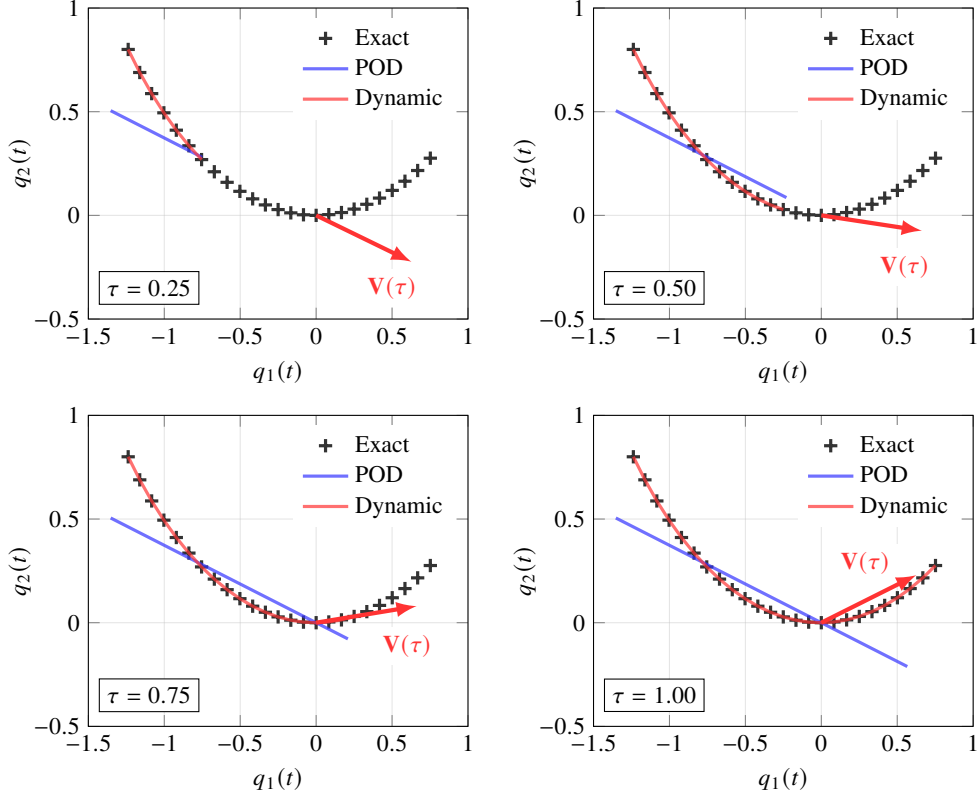 1
0.5
0
−0.5
q₂(t)
Exact
POD
Dynamic
V(τ)
τ = 0.25
−1.5 −1 −0.5 0 0.5 1
q₁(t)
1
0.5
0
−0.5
q₂(t)
Exact
POD
Dynamic
V(τ)
τ = 0.50
−1.5 −1 −0.5 0 0.5 1
q₁(t)
1
0.5
0
−0.5
q₂(t)
Exact
POD
Dynamic
V(τ)
τ = 0.75
−1.5 −1 −0.5 0 0.5 1
q₁(t)
1
0.5
0
−0.5
q₂(t)
Exact
POD
Dynamic
V(τ)
τ = 1.00
−1.5 −1 −0.5 0 0.5 1
q₁(t)